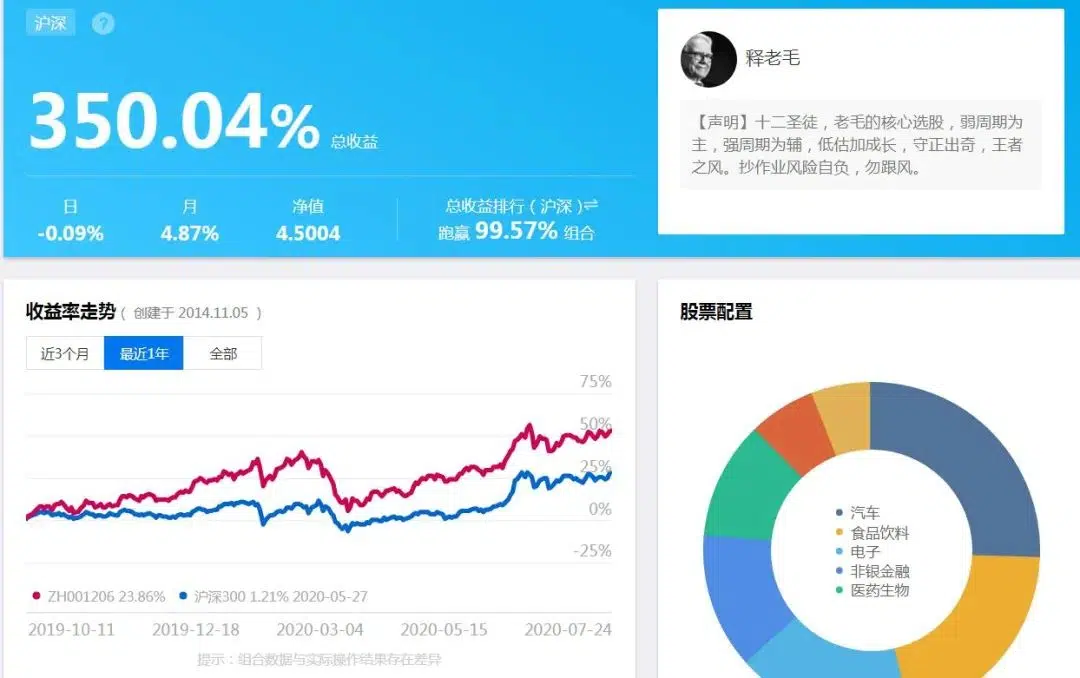 沪深 ?
350.04% 总收益
日 月 净值 总收益排行（沪深）⇌
-0.09% 4.87% 4.5004 跑赢 99.57% 组合
释老毛
【声明】十二圣徒，老毛的核心选股，弱周期为
主，强周期为辅，低估加成长，守正出奇，王者
之风。抄作业风险自负，勿跟风。
收益率走势（ 创建于 2014.11.05 ）
近3个月 最近1年 全部
75%
50%
25%
0%
-25%
ZH001206 23.86% 沪深300 1.21% 2020-05-27
2019-10-11 2019-12-18 2020-03-04 2020-05-15 2020-07-24
提示：组合数据与实际操作结果存在差异
股票配置
汽车
食品饮料
电子
非银金融
医药生物